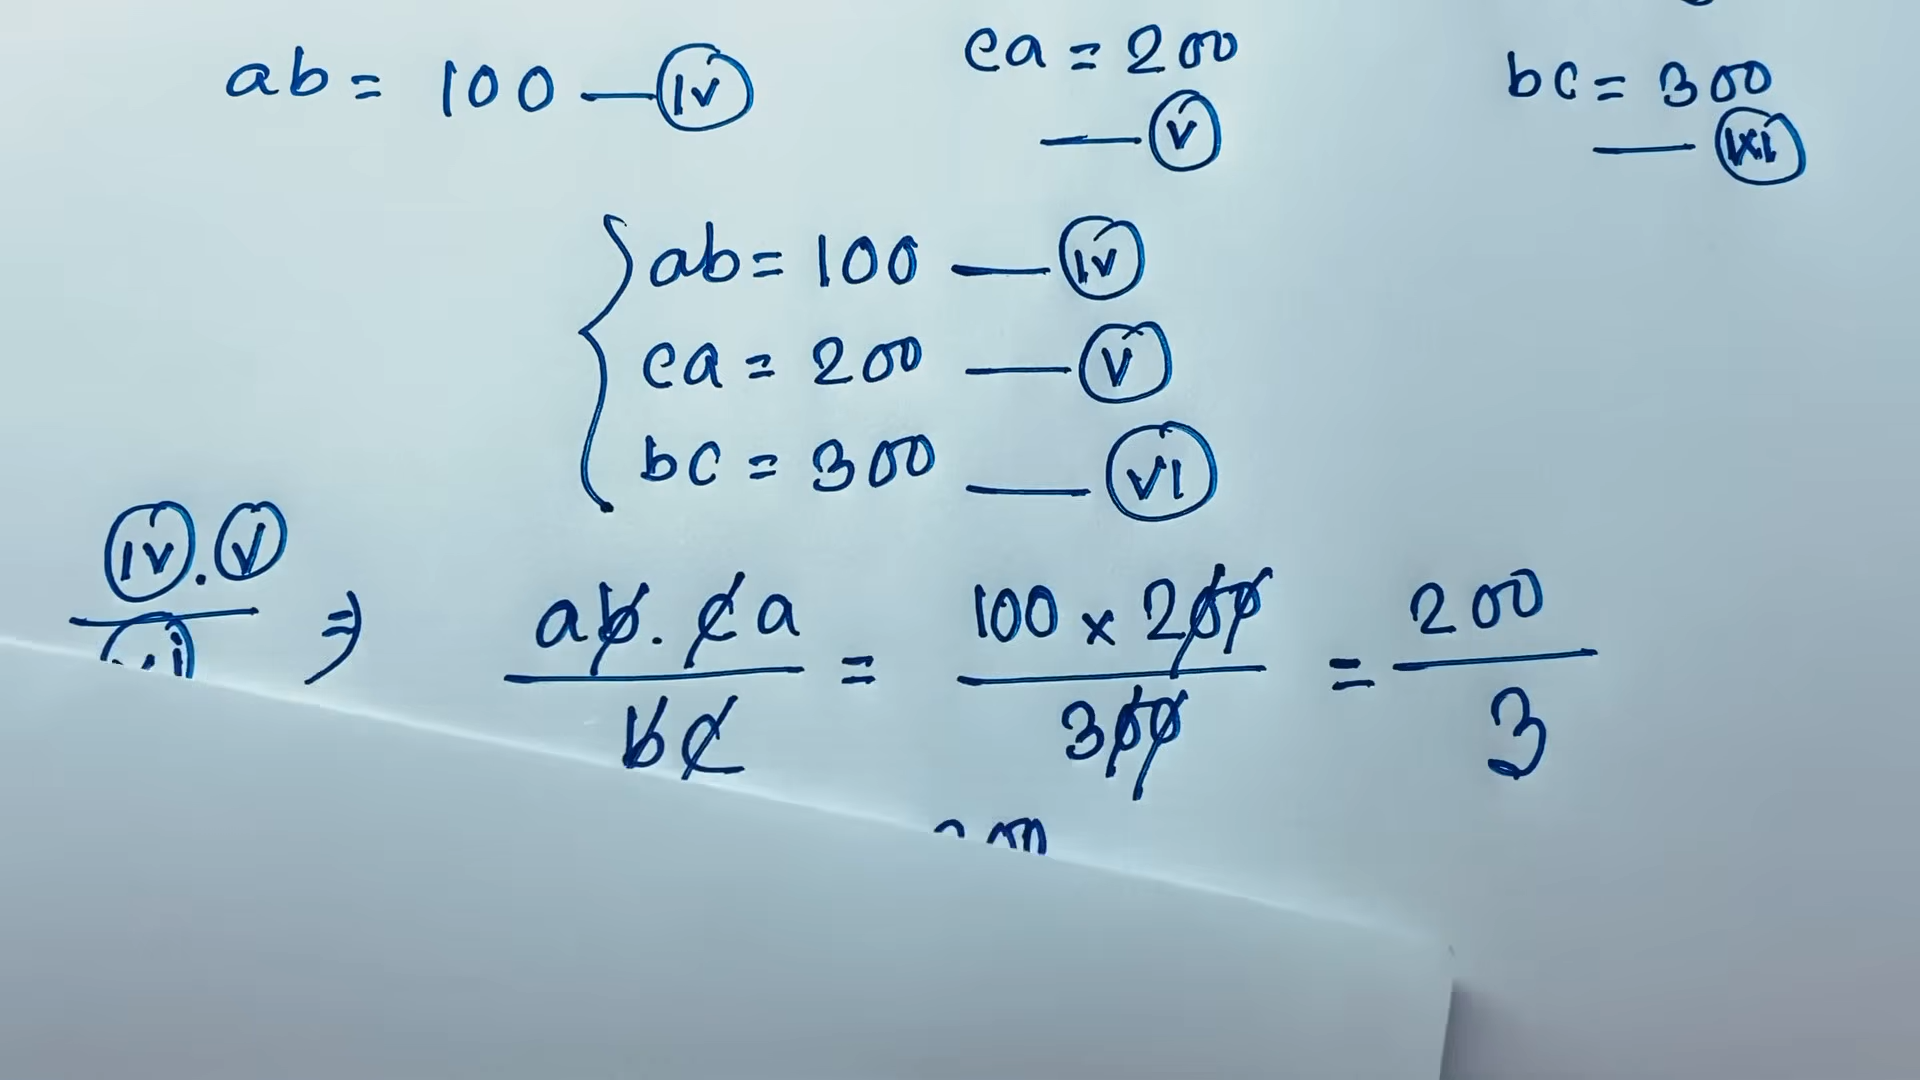 ab = 100 — (iv)
ca = 200 — (v)
bc = 300 — (vi)
{ ab = 100 — (iv)
ca = 200 — (v)
bc = 300 — (vi)
(iv).(v) / (vi) ⇒ ab.ca / bc = 100 × 200 / 300 = 200 / 3